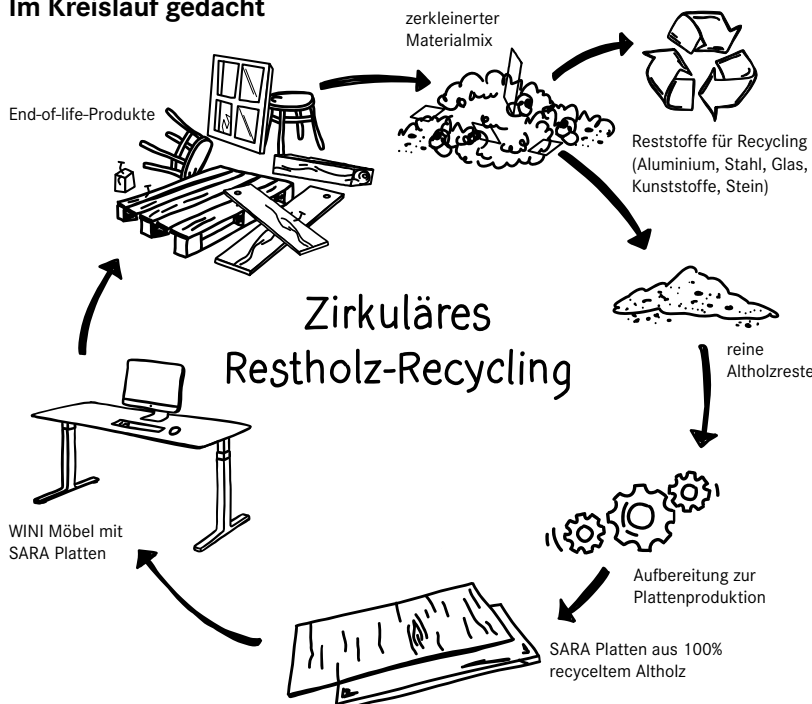 Im Kreislauf gedacht
zerkleinerter
Materialmix
End-of-life-Produkte
Reststoffe für Recycling
(Aluminium, Stahl, Glas,
Kunststoffe, Stein)
Zirkuläres
Restholz-Recycling
reine
Altholzreste
WINI Möbel mit
SARA Platten
Aufbereitung zur
Plattenproduktion
SARA Platten aus 100%
recyceltem Altholz